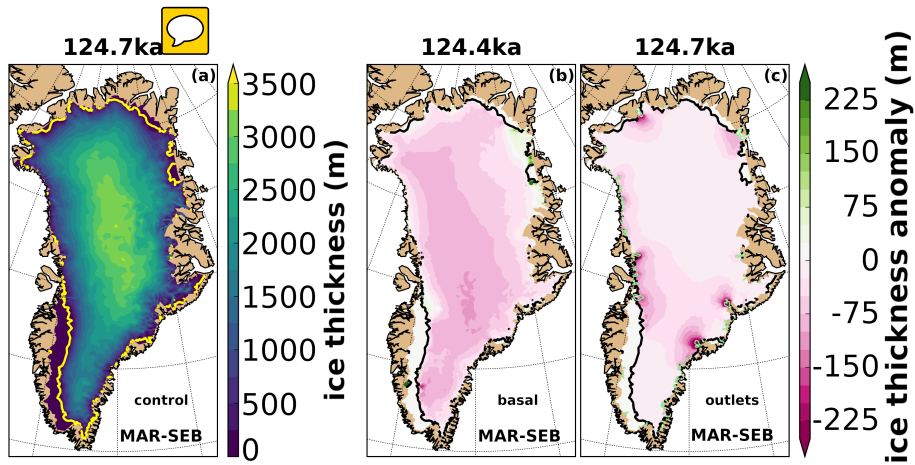 124.7ka
124.4ka
124.7ka
(a)
(b)
(c)
control
MAR-SEB
basal
MAR-SEB
outlets
MAR-SEB
3500
3000
2500
2000
1500
1000
500
0
ice thickness (m)
225
150
75
0
-75
-150
-225
ice thickness anomaly (m)